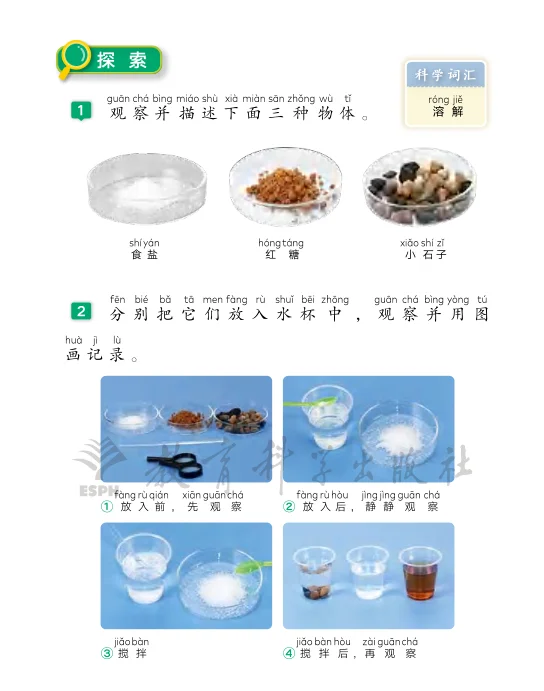 探索
科学词汇
róng jiě
溶解
guān chá bìng miáo shù xià miàn sān zhǒng wù tǐ
1 观察并描述下面三种物体。
shí yán hóng táng xiǎo shí zǐ
食盐 红糖 小石子
fēn bié bǎ tā men fàng rù shuǐ bēi zhōng guān chá bìng yòng tú
2 分别把它们放入水杯中，观察并用图
huà jì lù
画记录。
教育科学出版社
ESPH
fàng rù qián xiān guān chá fàng rù hòu jìng jìng guān chá
① 放入前，先观察 ② 放入后，静静观察
jiǎo bàn jiǎo bàn hòu zài guān chá
③ 搅拌 ④ 搅拌后，再观察